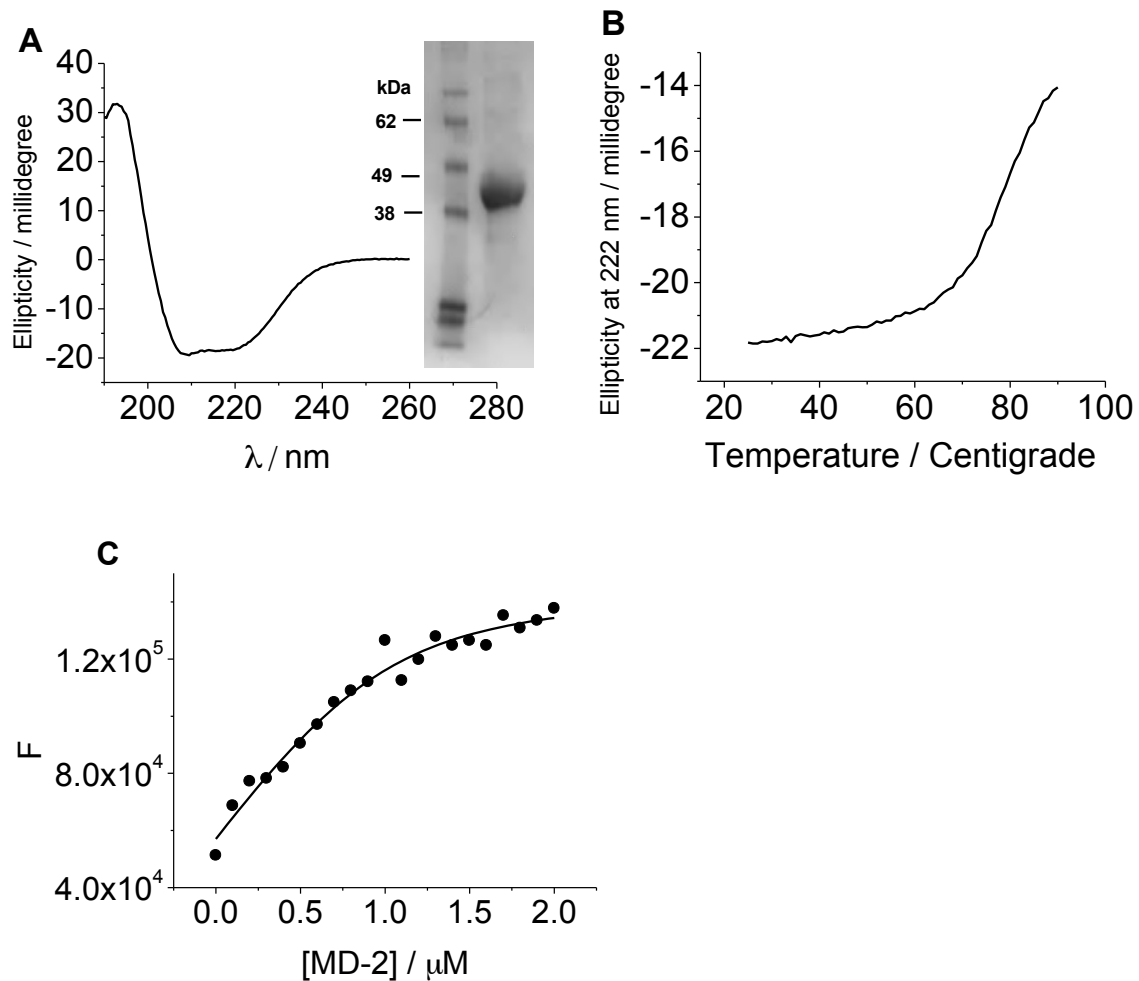 A
Ellipticity / millidegree
40
30
20
10
0
-10
-20
200 220 240 260 280
λ / nm
kDa
62
49
38
B
Ellipticity at 222 nm / millidegree
-14
-16
-18
-20
-22
20 40 60 80 100
Temperature / Centigrade
C
F
1.2x10⁵
8.0x10⁴
4.0x10⁴
0.0 0.5 1.0 1.5 2.0
[MD-2] / μM